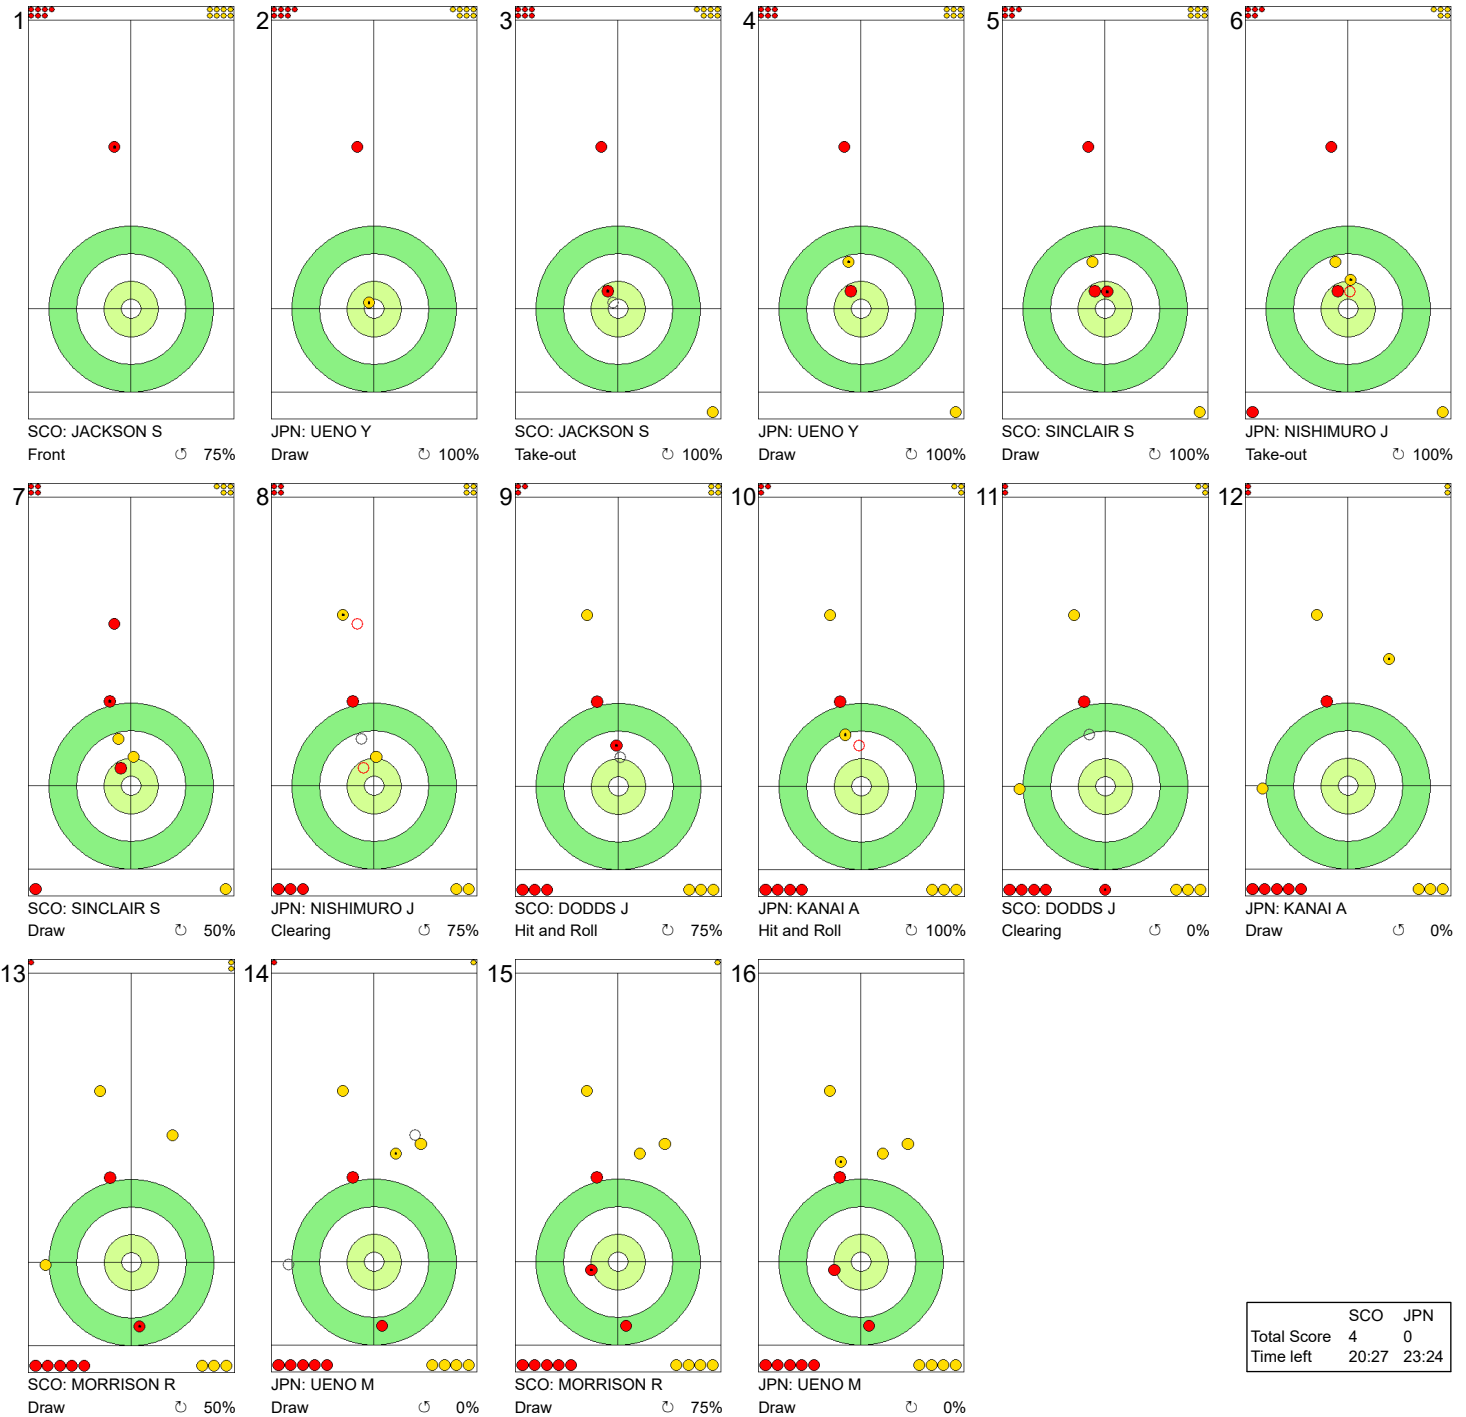 1 2 3 4 5 6
SCO: JACKSON S JPN: UENO Y SCO: JACKSON S JPN: UENO Y SCO: SINCLAIR S JPN: NISHIMURO J
Front 75% Draw 100% Take-out 100% Draw 100% Draw 100% Take-out 100%
7 8 9 10 11 12
SCO: SINCLAIR S JPN: NISHIMURO J SCO: DODDS J JPN: KANAI A SCO: DODDS J JPN: KANAI A
Draw 50% Clearing 75% Hit and Roll 75% Hit and Roll 100% Clearing 0% Draw 0%
13 14 15 16
SCO: MORRISON R JPN: UENO M SCO: MORRISON R JPN: UENO M
Draw 50% Draw 0% Draw 75% Draw 0%
SCO JPN
Total Score 4 0
Time left 20:27 23:24